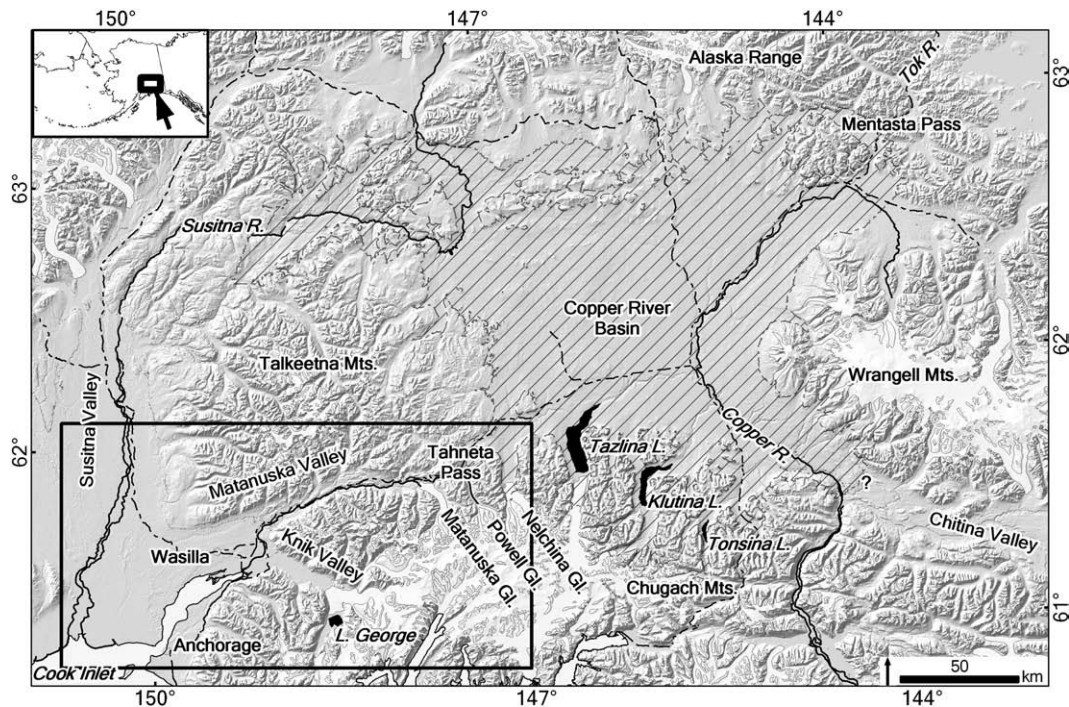 150°
147°
144°
Alaska Range
Tok R.
63°
Mentasta Pass
63°
Susitna R.
Copper River
Basin
62°
Talkeetna Mts.
Wrangell Mts.
Susitna Valley
62°
Tahneta
Pass
Tazlina L.
Copper R.
Matanuska Valley
?
Klutina L.
Nelchina Gl.
Powell Gl.
Matanuska Gl.
Chitina Valley
Wasilla
Knik Valley
Tonsina L.
Chugach Mts.
61°
L. George
Anchorage
Cook Inlet
50
km
150°
147°
144°